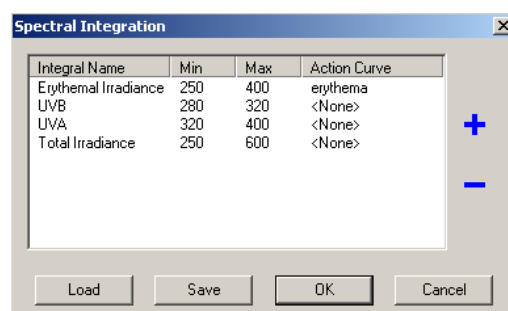 Spectral Integration
Integral Name Min Max Action Curve
Erythemal Irradiance 250 400 erythema
UVB 280 320 <None>
UVA 320 400 <None>
Total Irradiance 250 600 <None>
+
−
Load Save OK Cancel